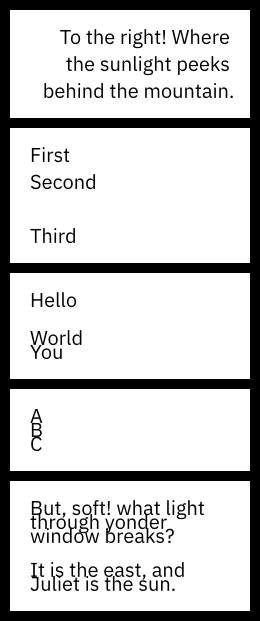 To the right! Where
the sunlight peeks
behind the mountain.
First
Second
Third
Hello
World
You
A
B
C
But, soft! what light
through yonder
window breaks?
It is the east, and
Juliet is the sun.